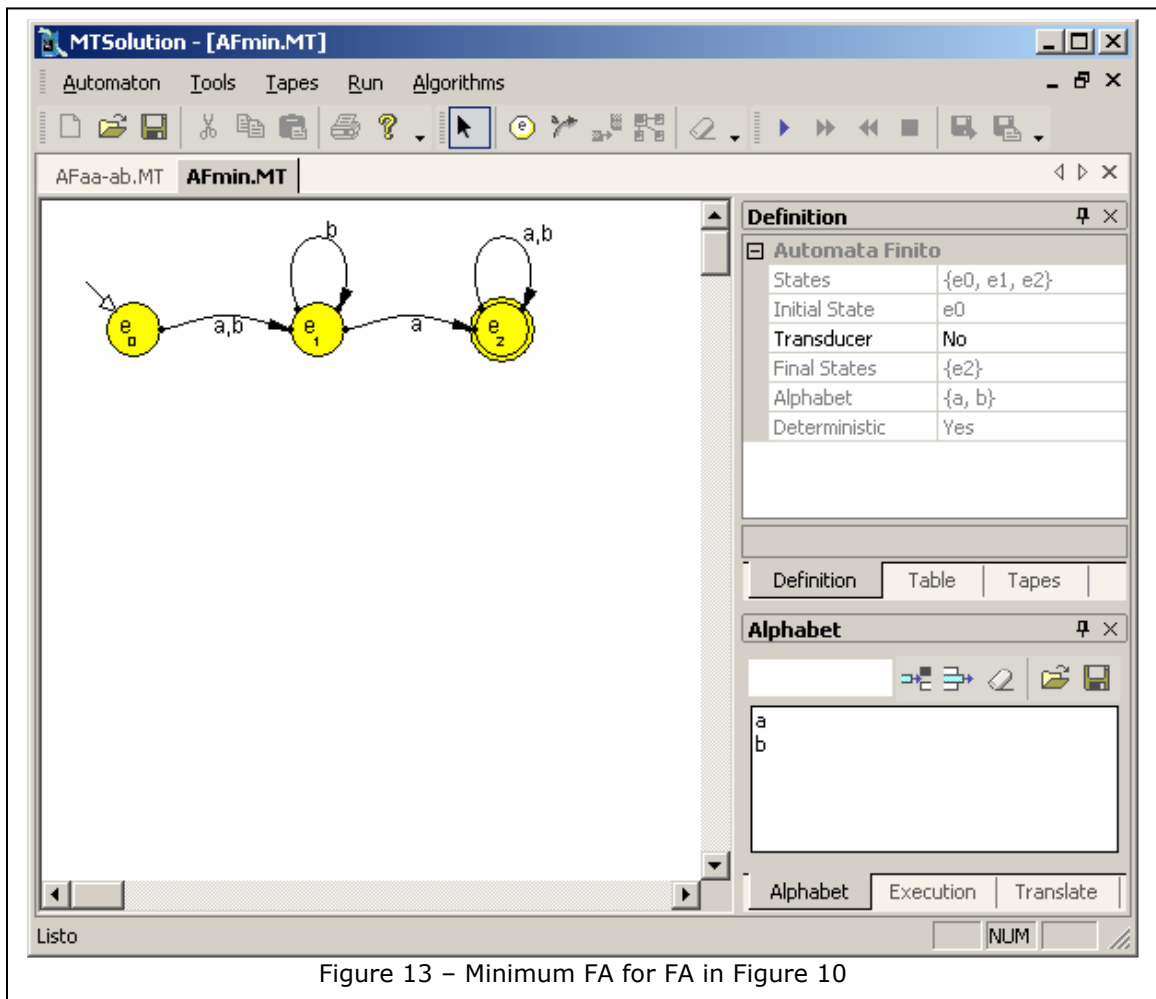 MTSolution - [AFmin.MT]
Automaton Tools Tapes Run Algorithms
e
AFaa-ab.MT AFmin.MT
b
a,b
e0
a,b
e1
a
e2
Definition
Automata Finito
States {e0, e1, e2}
Initial State e0
Transducer No
Final States {e2}
Alphabet {a, b}
Deterministic Yes
Definition Table Tapes
Alphabet
a
b
Alphabet Execution Translate
Listo NUM
Figure 13 – Minimum FA for FA in Figure 10